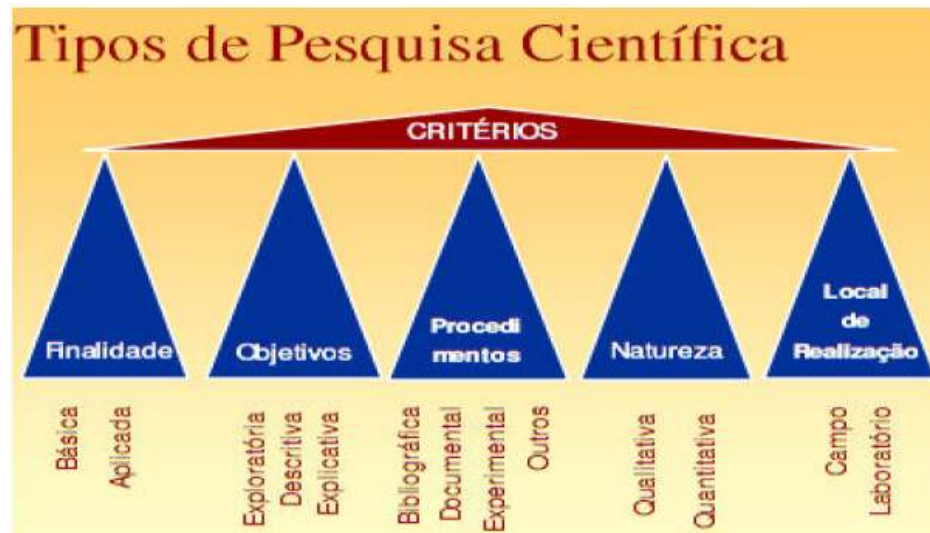 Tipos de Pesquisa Científica
CRITÉRIOS
Finalidade
Objetivos
Procedi
mentos
Natureza
Local
de
Realização
Básica
Aplicada
Exploratória
Descritiva
Explicativa
Bibliográfica
Documental
Experimental
Outros
Qualitativa
Quantitativa
Campo
Laboratório